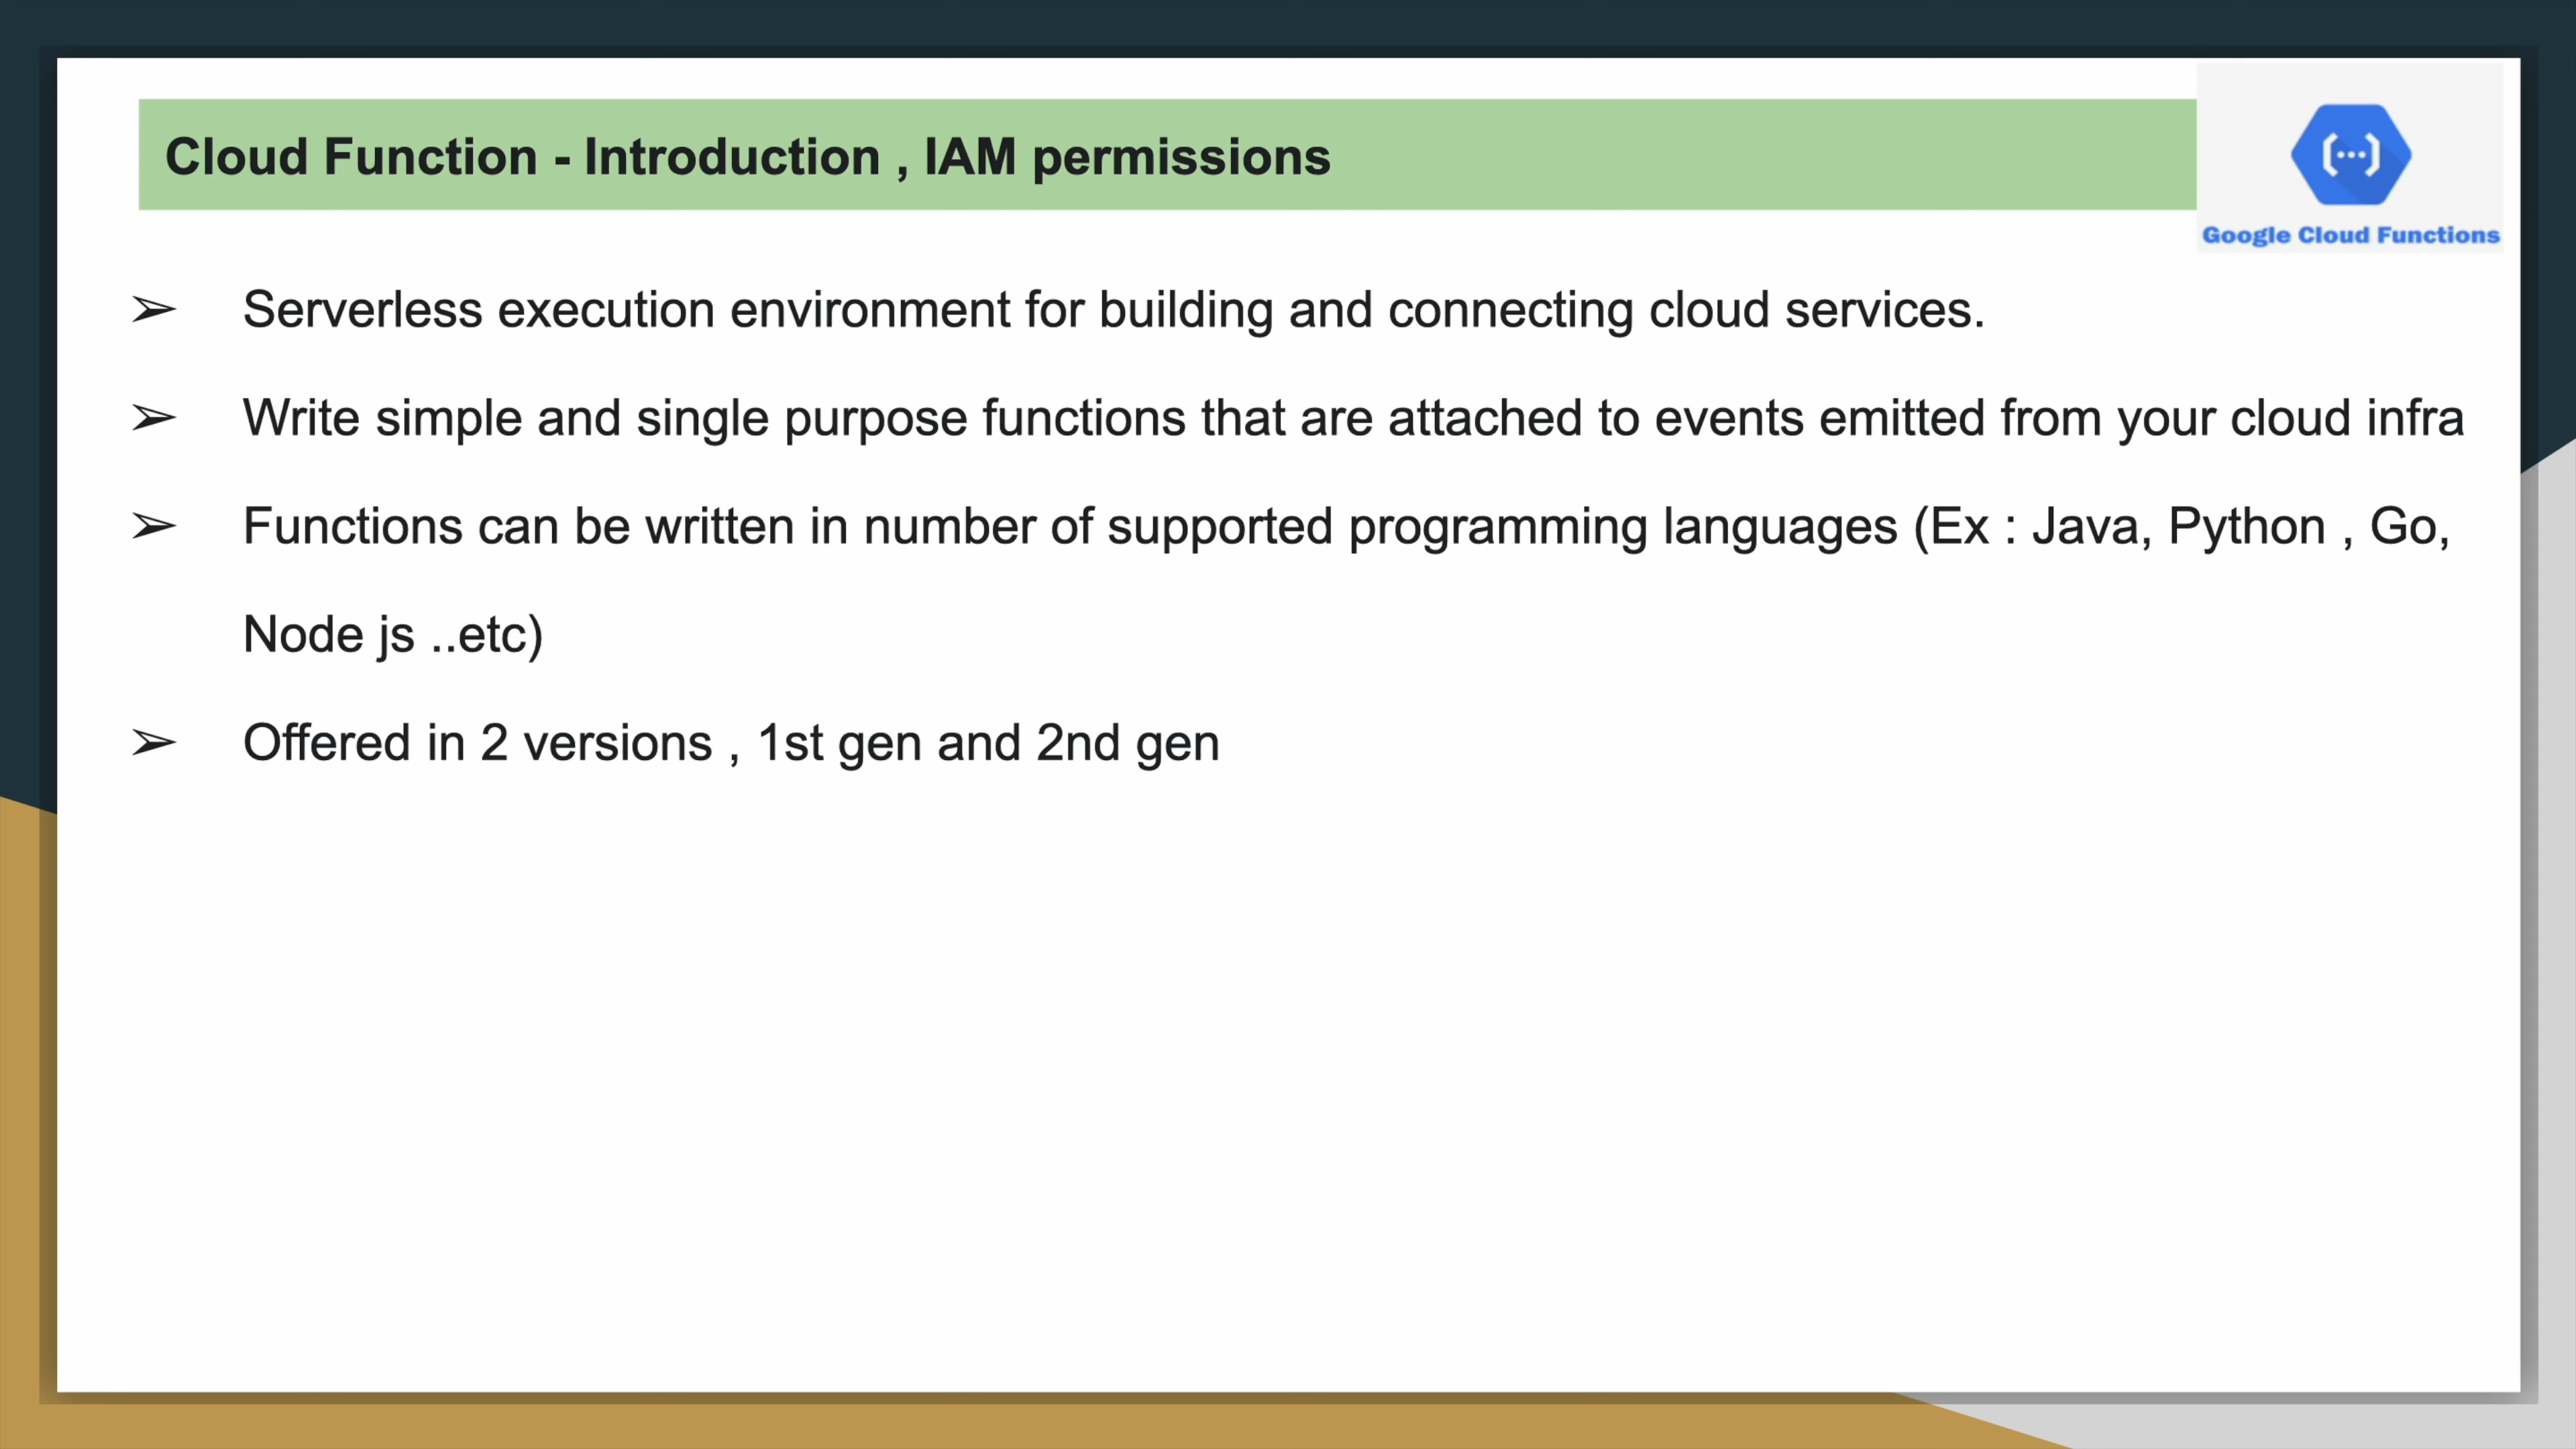 Cloud Function - Introduction , IAM permissions
Google Cloud Functions
➢ Serverless execution environment for building and connecting cloud services.
➢ Write simple and single purpose functions that are attached to events emitted from your cloud infra
➢ Functions can be written in number of supported programming languages (Ex : Java, Python , Go,
Node js ..etc)
➢ Offered in 2 versions , 1st gen and 2nd gen